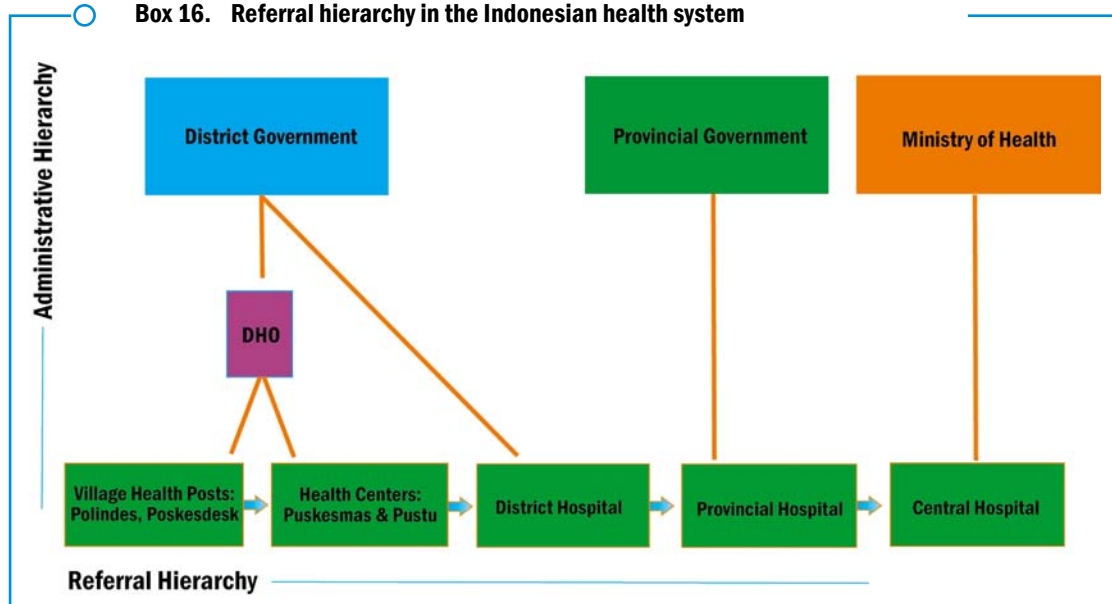 Box 16. Referral hierarchy in the Indonesian health system
Administrative Hierarchy
District Government
Provincial Government
Ministry of Health
DHO
Village Health Posts:
Polindes, Poskesdesk
Health Centers:
Puskesmas & Pustu
District Hospital
Provincial Hospital
Central Hospital
Referral Hierarchy